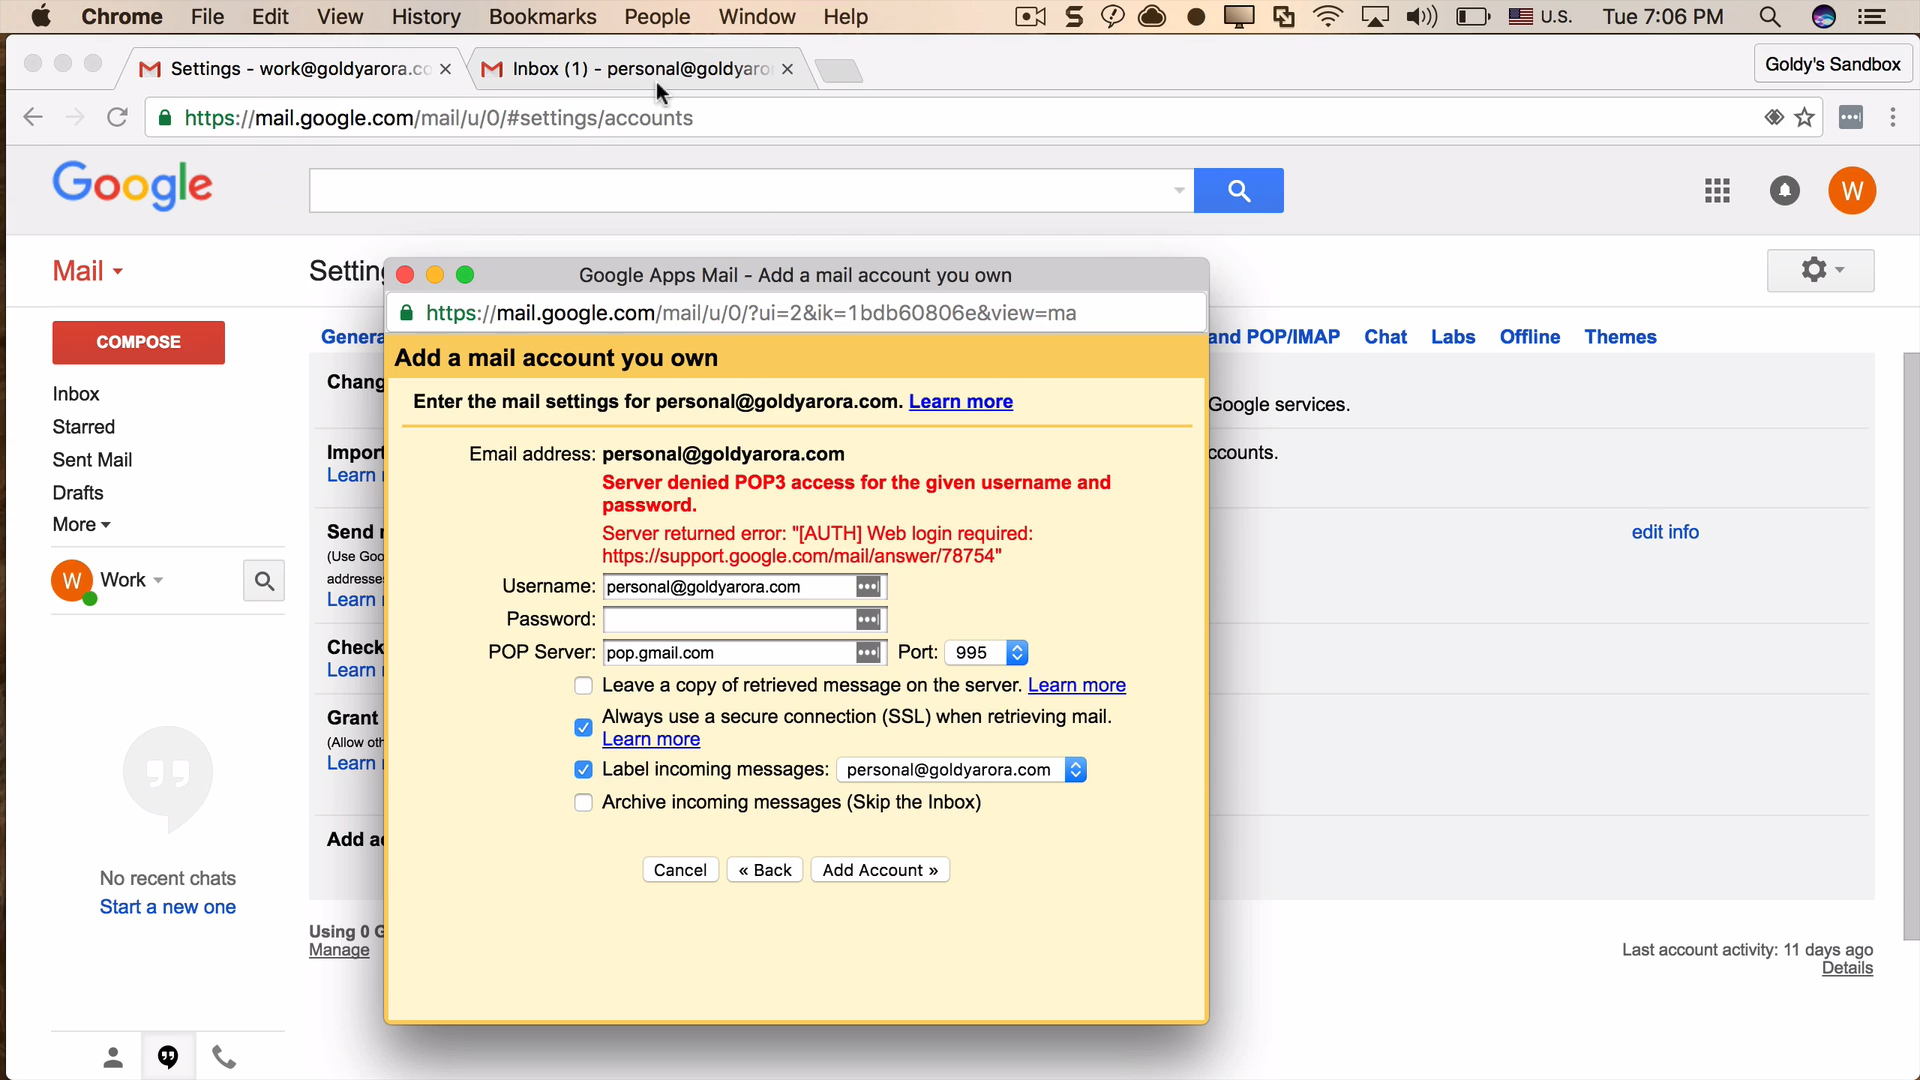 Chrome File Edit View History Bookmarks People Window Help U.S. Tue 7:06 PM
Settings - work@goldyarora.co Inbox (1) - personal@goldyaro Goldy's Sandbox
https://mail.google.com/mail/u/0/#settings/accounts
Google W
Mail Settin
Google Apps Mail - Add a mail account you own
https://mail.google.com/mail/u/0/?ui=2&ik=1bdb60806e&view=ma
COMPOSE
Genera and POP/IMAP Chat Labs Offline Themes
Add a mail account you own
Inbox
Chang
Enter the mail settings for personal@goldyarora.com. Learn more
Google services.
Starred
Sent Mail
Import
Email address: personal@goldyarora.com
ccounts.
Learn
Server denied POP3 access for the given username and
password.
Drafts
More
Send
Server returned error: "[AUTH] Web login required:
https://support.google.com/mail/answer/78754"
edit info
(Use Goo
addresses
Learn
W Work
Username: personal@goldyarora.com
Password:
POP Server: pop.gmail.com Port: 995
Check
Learn
Leave a copy of retrieved message on the server. Learn more
Always use a secure connection (SSL) when retrieving mail.
Learn more
Grant
(Allow oth
Learn
Label incoming messages: personal@goldyarora.com
Archive incoming messages (Skip the Inbox)
Add ac
Cancel « Back Add Account »
No recent chats
Start a new one
Using 0 G
Manage
Last account activity: 11 days ago
Details